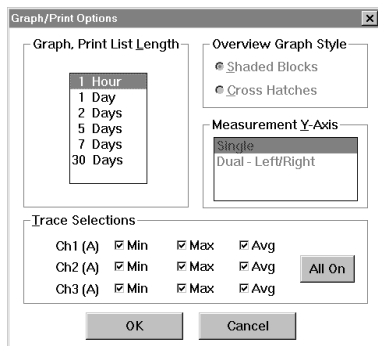 Graph/Print Options
Graph, Print List Length
1 Hour
1 Day
2 Days
5 Days
7 Days
30 Days
Overview Graph Style
Shaded Blocks
Cross Hatches
Measurement Y-Axis
Single
Dual - Left/Right
Trace Selections
Ch1 (A) Min Max Avg
Ch2 (A) Min Max Avg
Ch3 (A) Min Max Avg
All On
OK Cancel